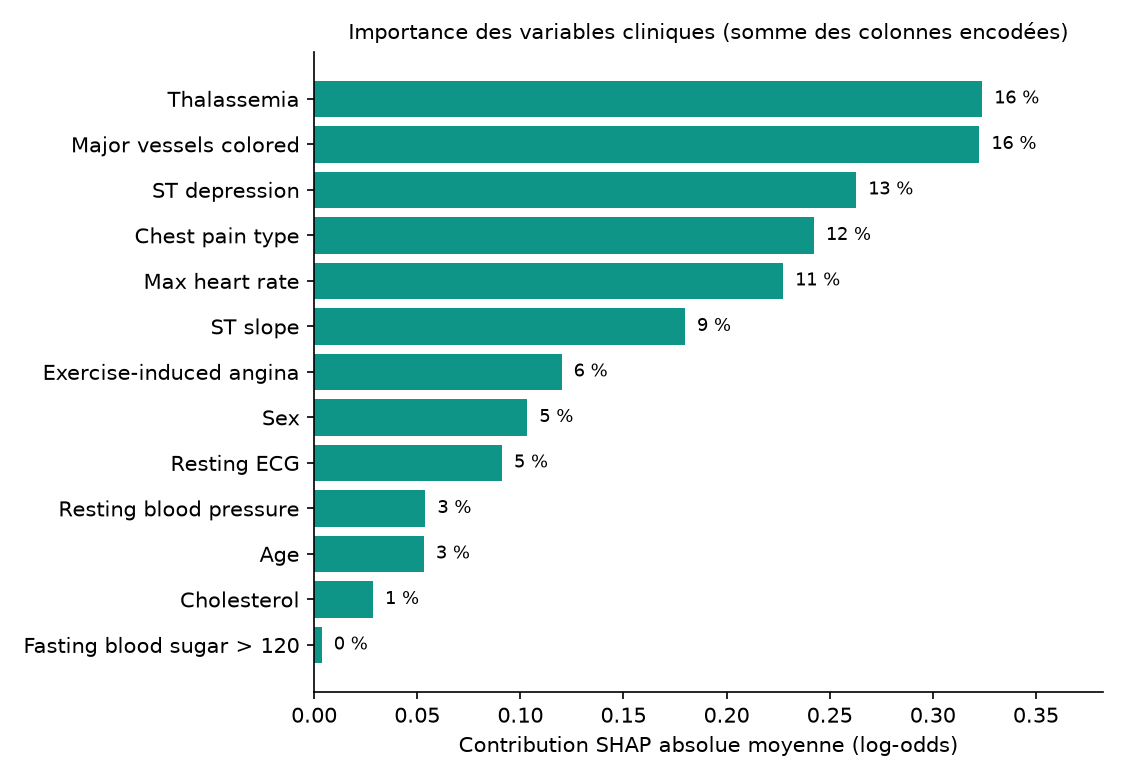 Importance des variables cliniques (somme des colonnes encodées)
Thalassemia 16 %
Major vessels colored 16 %
ST depression 13 %
Chest pain type 12 %
Max heart rate 11 %
ST slope 9 %
Exercise-induced angina 6 %
Sex 5 %
Resting ECG 5 %
Resting blood pressure 3 %
Age 3 %
Cholesterol 1 %
Fasting blood sugar > 120 0 %
0.00 0.05 0.10 0.15 0.20 0.25 0.30 0.35
Contribution SHAP absolue moyenne (log-odds)